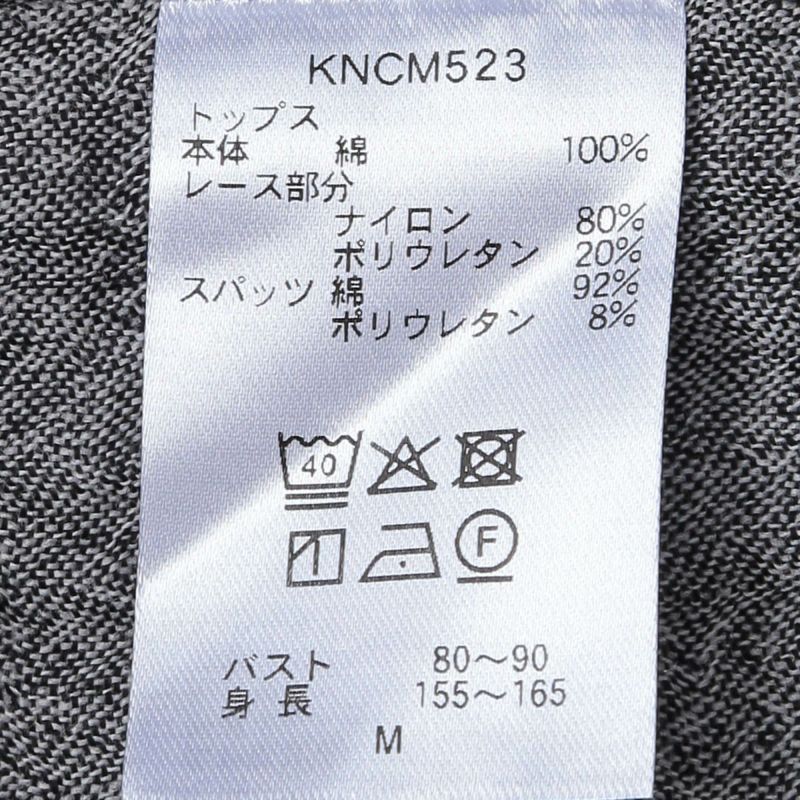 KNCM523
トップス
本体 綿 100%
レース部分
ナイロン 80%
ポリウレタン 20%
スパッツ 綿 92%
ポリウレタン 8%
40
F
バスト 80～90
身長 155～165
M